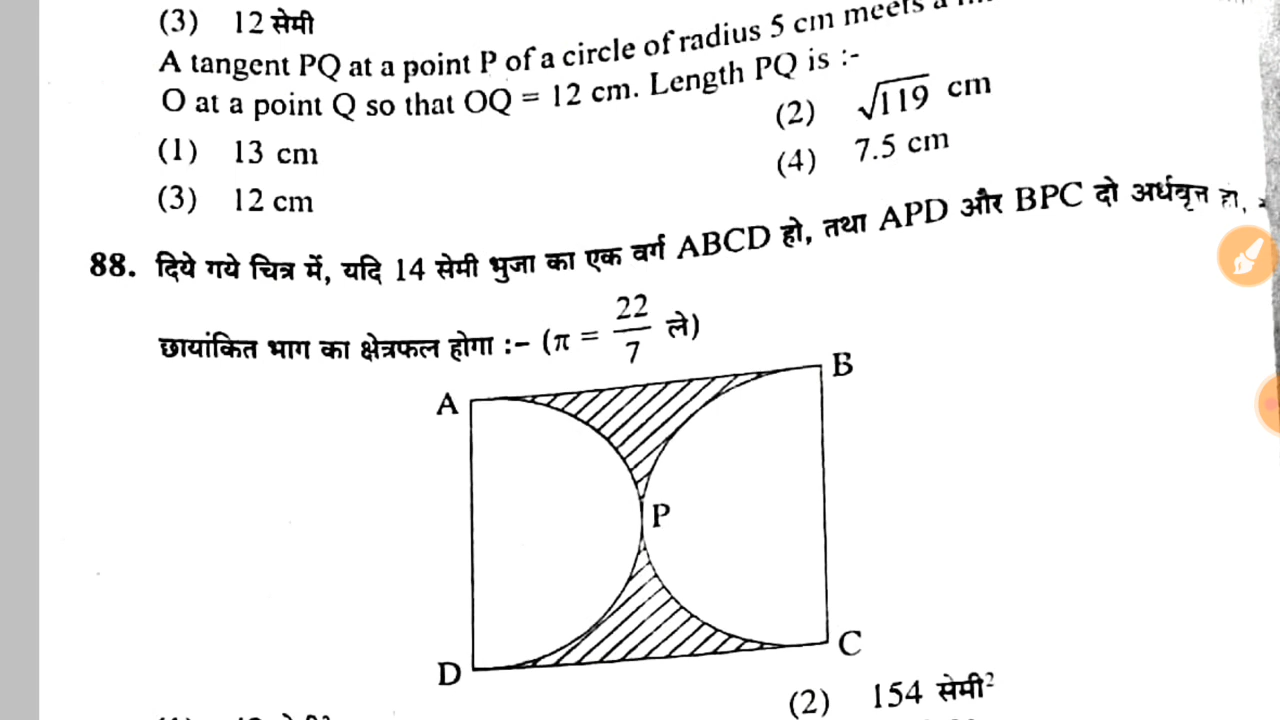 (3) 12 सेमी
A tangent PQ at a point P of a circle of radius 5 cm meets a
O at a point Q so that OQ = 12 cm. Length PQ is :-
(1) 13 cm (2) √119 cm
(3) 12 cm (4) 7.5 cm
88. दिये गये चित्र में, यदि 14 सेमी भुजा का एक वर्ग ABCD हो, तथा APD और BPC दो अर्धवृत्त हो,
छायांकित भाग का क्षेत्रफल होगा :- (π = 22/7 ले)
A B
P
D C
(2) 154 सेमी²